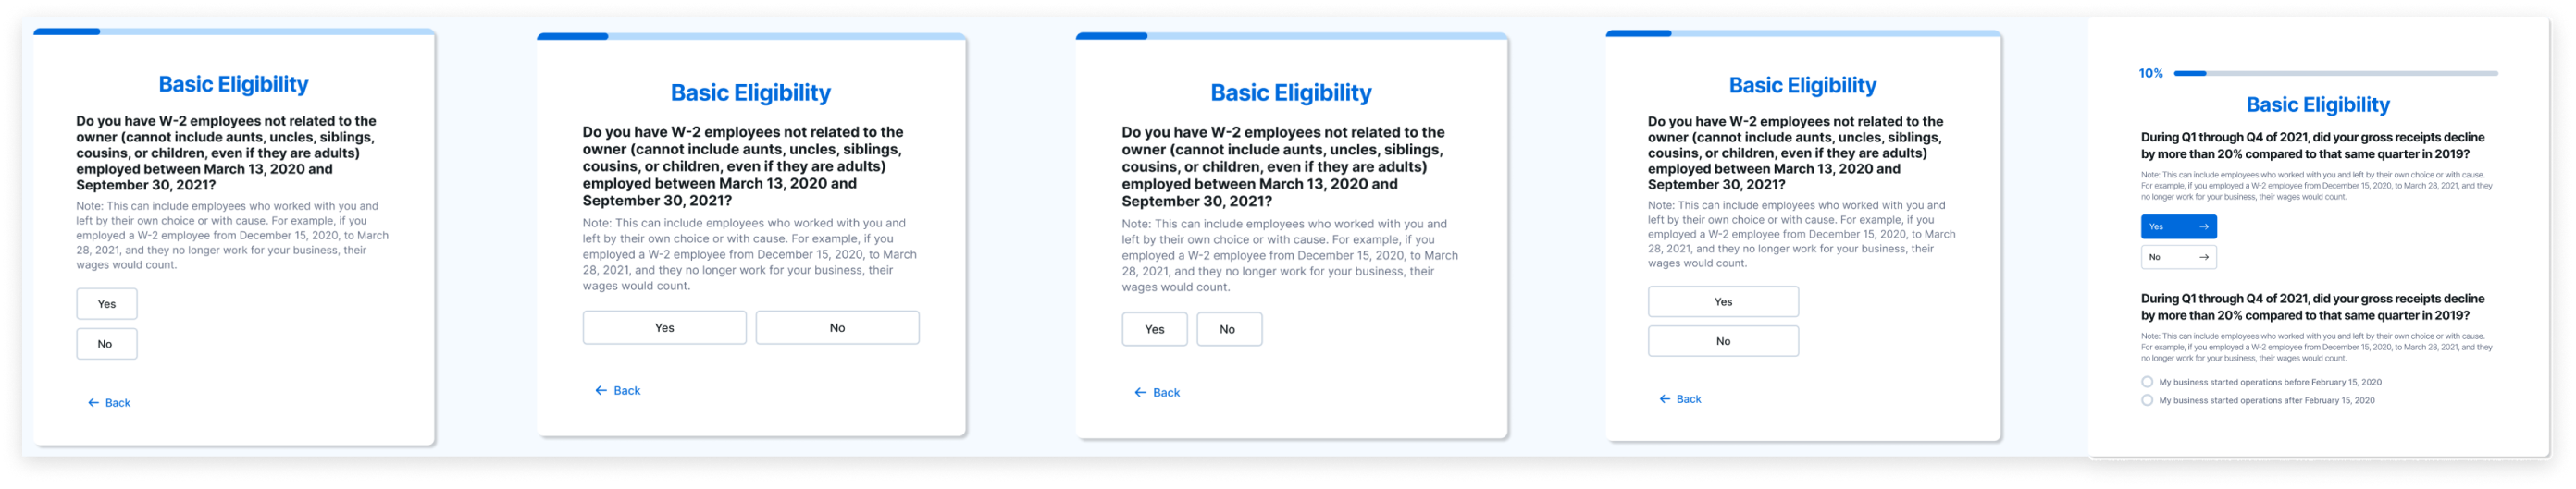 Basic Eligibility
Do you have W-2 employees not related to the
owner (cannot include aunts, uncles, siblings,
cousins, or children, even if they are adults)
employed between March 13, 2020 and
September 30, 2021?
Note: This can include employees who worked with you and
left by their own choice or with cause. For example, if you
employed a W-2 employee from December 15, 2020, to March
28, 2021, and they no longer work for your business, their
wages would count.
Yes
No
← Back
Basic Eligibility
Do you have W-2 employees not related to the
owner (cannot include aunts, uncles, siblings,
cousins, or children, even if they are adults)
employed between March 13, 2020 and
September 30, 2021?
Note: This can include employees who worked with you and
left by their own choice or with cause. For example, if you
employed a W-2 employee from December 15, 2020, to March
28, 2021, and they no longer work for your business, their
wages would count.
Yes No
← Back
Basic Eligibility
Do you have W-2 employees not related to the
owner (cannot include aunts, uncles, siblings,
cousins, or children, even if they are adults)
employed between March 13, 2020 and
September 30, 2021?
Note: This can include employees who worked with you and
left by their own choice or with cause. For example, if you
employed a W-2 employee from December 15, 2020, to March
28, 2021, and they no longer work for your business, their
wages would count.
Yes No
← Back
Basic Eligibility
Do you have W-2 employees not related to the
owner (cannot include aunts, uncles, siblings,
cousins, or children, even if they are adults)
employed between March 13, 2020 and
September 30, 2021?
Note: This can include employees who worked with you and
left by their own choice or with cause. For example, if you
employed a W-2 employee from December 15, 2020, to March
28, 2021, and they no longer work for your business, their
wages would count.
Yes
No
← Back
10%
Basic Eligibility
During Q1 through Q4 of 2021, did your gross receipts decline
by more than 20% compared to that same quarter in 2019?
Note: This can include employees who worked with you and left by their own choice or with cause.
For example, if you employed a W-2 employee from December 15, 2020, to March 28, 2021, and they
no longer work for your business, their wages would count.
Yes →
No →
During Q1 through Q4 of 2021, did your gross receipts decline
by more than 20% compared to that same quarter in 2019?
Note: This can include employees who worked with you and left by their own choice or with cause.
For example, if you employed a W-2 employee from December 15, 2020, to March 28, 2021, and they
no longer work for your business, their wages would count.
My business started operations before February 15, 2020
My business started operations after February 15, 2020